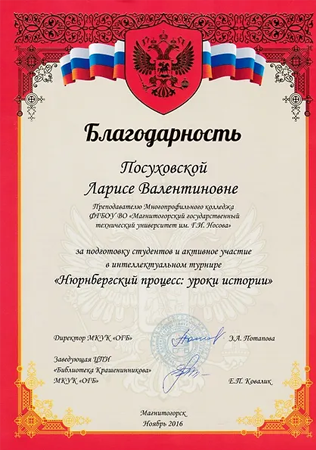 Благодарность
Посуховской
Ларисе Валентиновне
Преподавателю Многопрофильного колледжа
ФГБОУ ВО «Магнитогорский государственный
технический университет им. Г.И. Носова»
за подготовку студентов и активное участие
в интеллектуальном турнире
«Нюрнбергский процесс: уроки истории»
Директор МКУК «ОГБ» Э.А. Потапова
Заведующая ЦПИ
«Библиотека Крашенинникова»
МКУК «ОГБ» Е.П. Ковалик
Магнитогорск
Ноябрь 2016